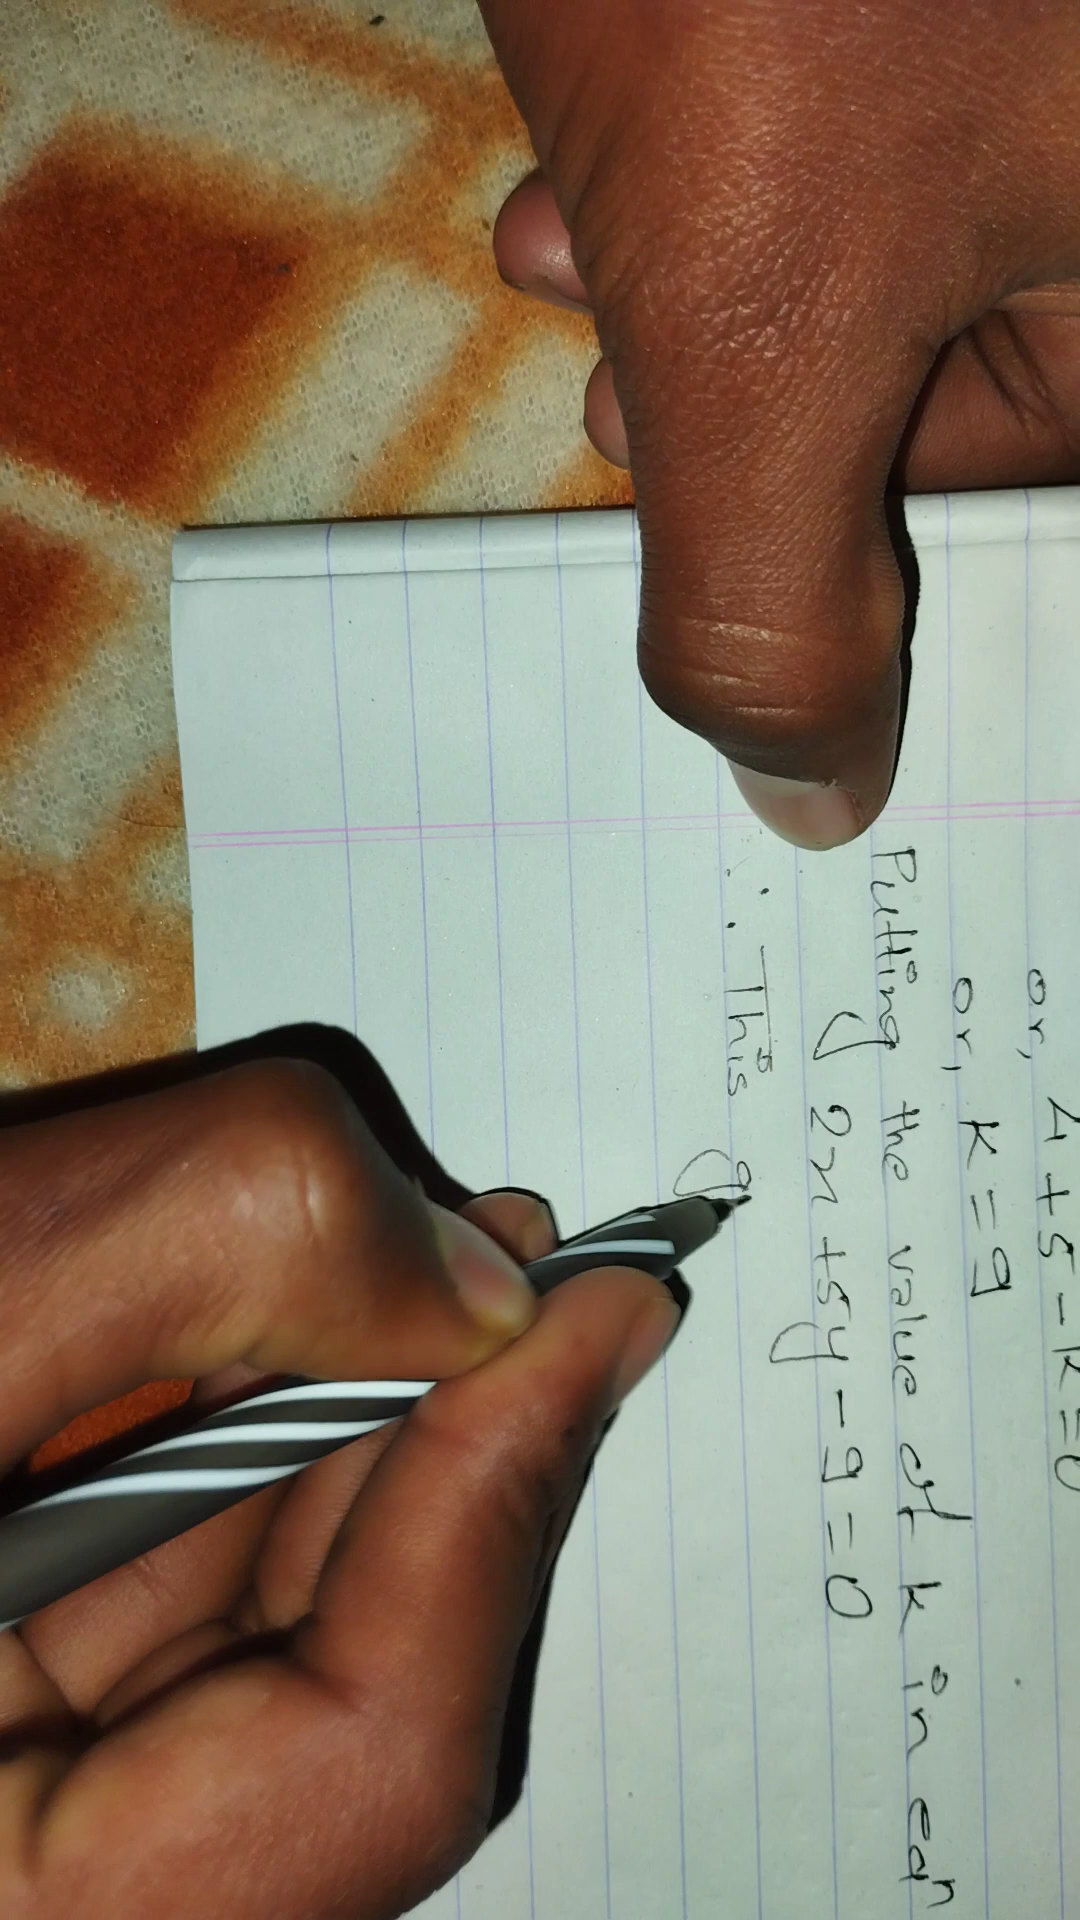 or, 4 + 5 - k = 0
or, k = 9
Putting the value of k in eqn
2x + 5y - 9 = 0
∴ This